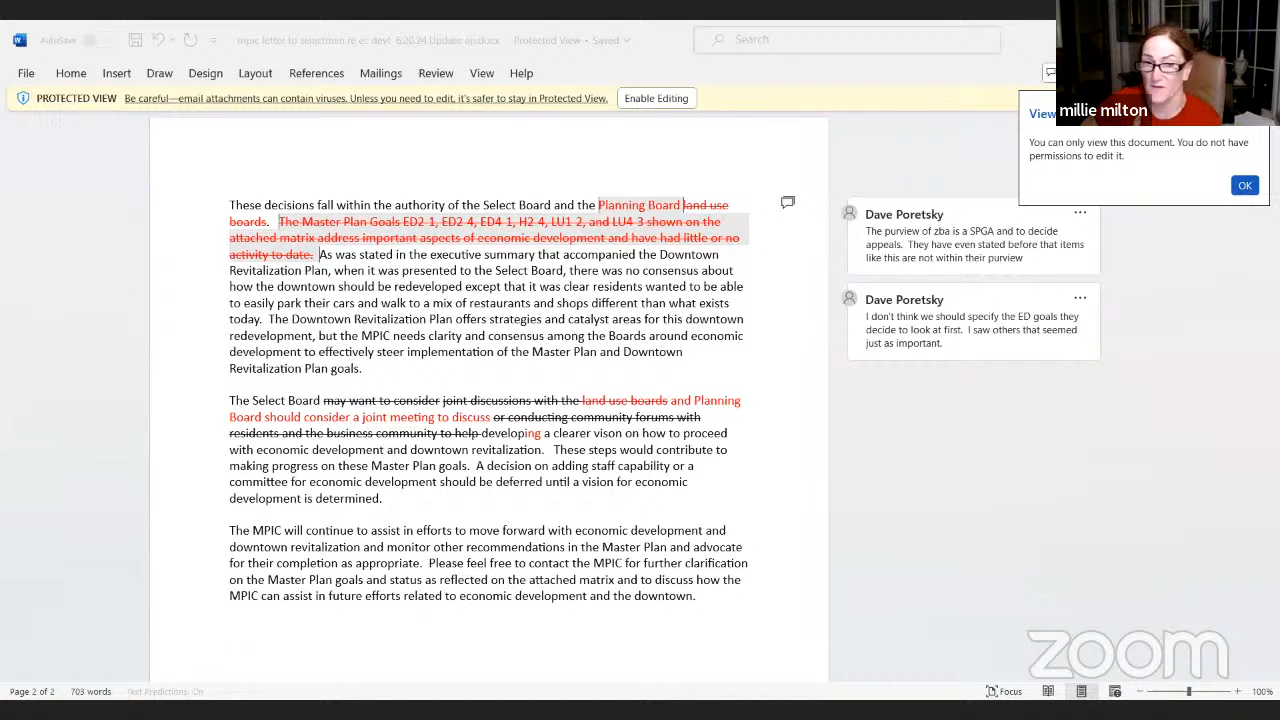 AutoSave
mpic letter to selectmen re ec devt 6.20.24 Update dp.docx - Protected View • Saved
Search
File Home Insert Draw Design Layout References Mailings Review View Help
PROTECTED VIEW Be careful—email attachments can contain viruses. Unless you need to edit, it's safer to stay in Protected View. Enable Editing
millie milton
View
You can only view this document. You do not have
permissions to edit it.
OK
These decisions fall within the authority of the Select Board and the Planning Board land use
boards. The Master Plan Goals ED2-1, ED2-4, ED4-1, H2-4, LU1-2, and LU4-3 shown on the
attached matrix address important aspects of economic development and have had little or no
activity to date. As was stated in the executive summary that accompanied the Downtown
Revitalization Plan, when it was presented to the Select Board, there was no consensus about
how the downtown should be redeveloped except that it was clear residents wanted to be able
to easily park their cars and walk to a mix of restaurants and shops different than what exists
today. The Downtown Revitalization Plan offers strategies and catalyst areas for this downtown
redevelopment, but the MPIC needs clarity and consensus among the Boards around economic
development to effectively steer implementation of the Master Plan and Downtown
Revitalization Plan goals.
The Select Board may want to consider joint discussions with the land use boards and Planning
Board should consider a joint meeting to discuss or conducting community forums with
residents and the business community to help developing a clearer vison on how to proceed
with economic development and downtown revitalization. These steps would contribute to
making progress on these Master Plan goals. A decision on adding staff capability or a
committee for economic development should be deferred until a vision for economic
development is determined.
The MPIC will continue to assist in efforts to move forward with economic development and
downtown revitalization and monitor other recommendations in the Master Plan and advocate
for their completion as appropriate. Please feel free to contact the MPIC for further clarification
on the Master Plan goals and status as reflected on the attached matrix and to discuss how the
MPIC can assist in future efforts related to economic development and the downtown.
Dave Poretsky
The purview of zba is a SPGA and to decide
appeals. They have even stated before that items
like this are not within their purview
Dave Poretsky
I don't think we should specify the ED goals they
decide to look at first. I saw others that seemed
just as important.
zoom
Page 2 of 2 703 words Text Predictions: On
Focus
100%